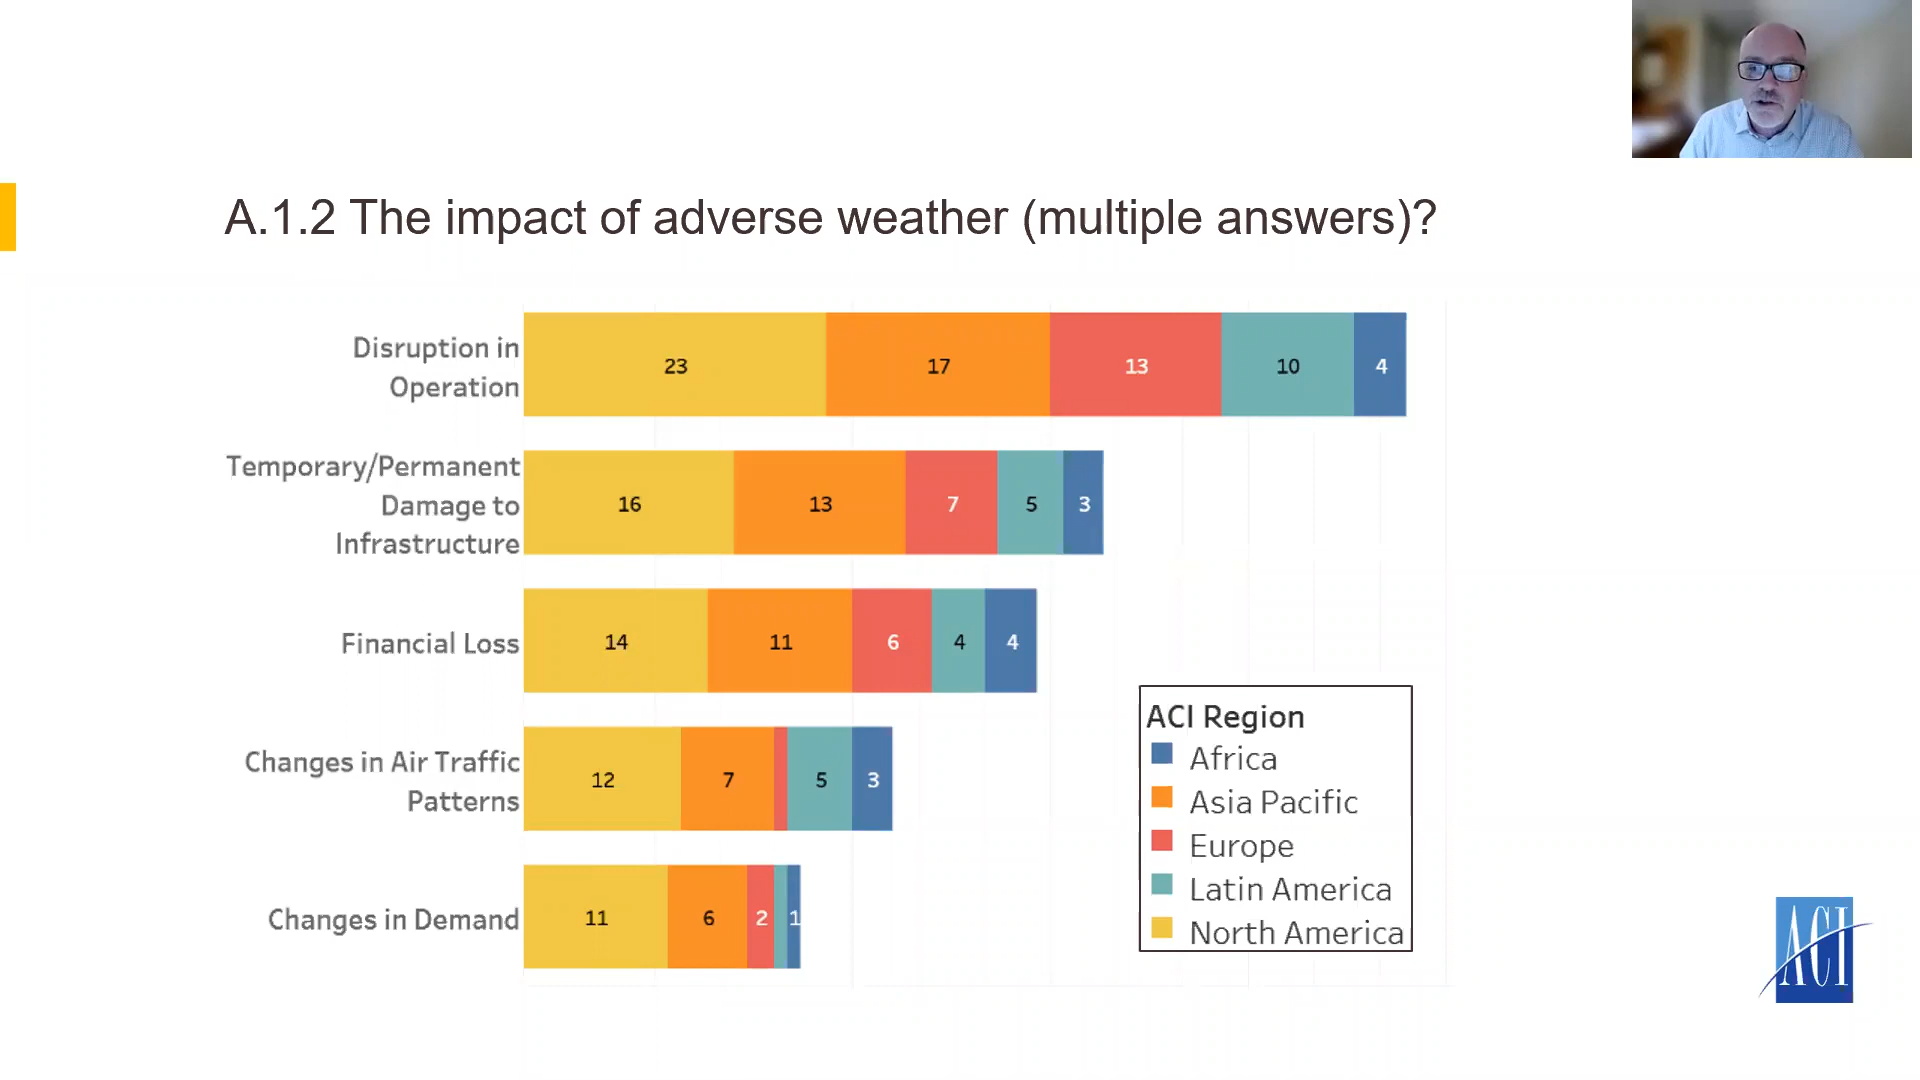 A.1.2 The impact of adverse weather (multiple answers)?
Disruption in
Operation
23 17 13 10 4
Temporary/Permanent
Damage to
Infrastructure
16 13 7 5 3
Financial Loss
14 11 6 4 4
Changes in Air Traffic
Patterns
12 7 5 3
Changes in Demand
11 6 2 1
ACI Region
Africa
Asia Pacific
Europe
Latin America
North America
ACI